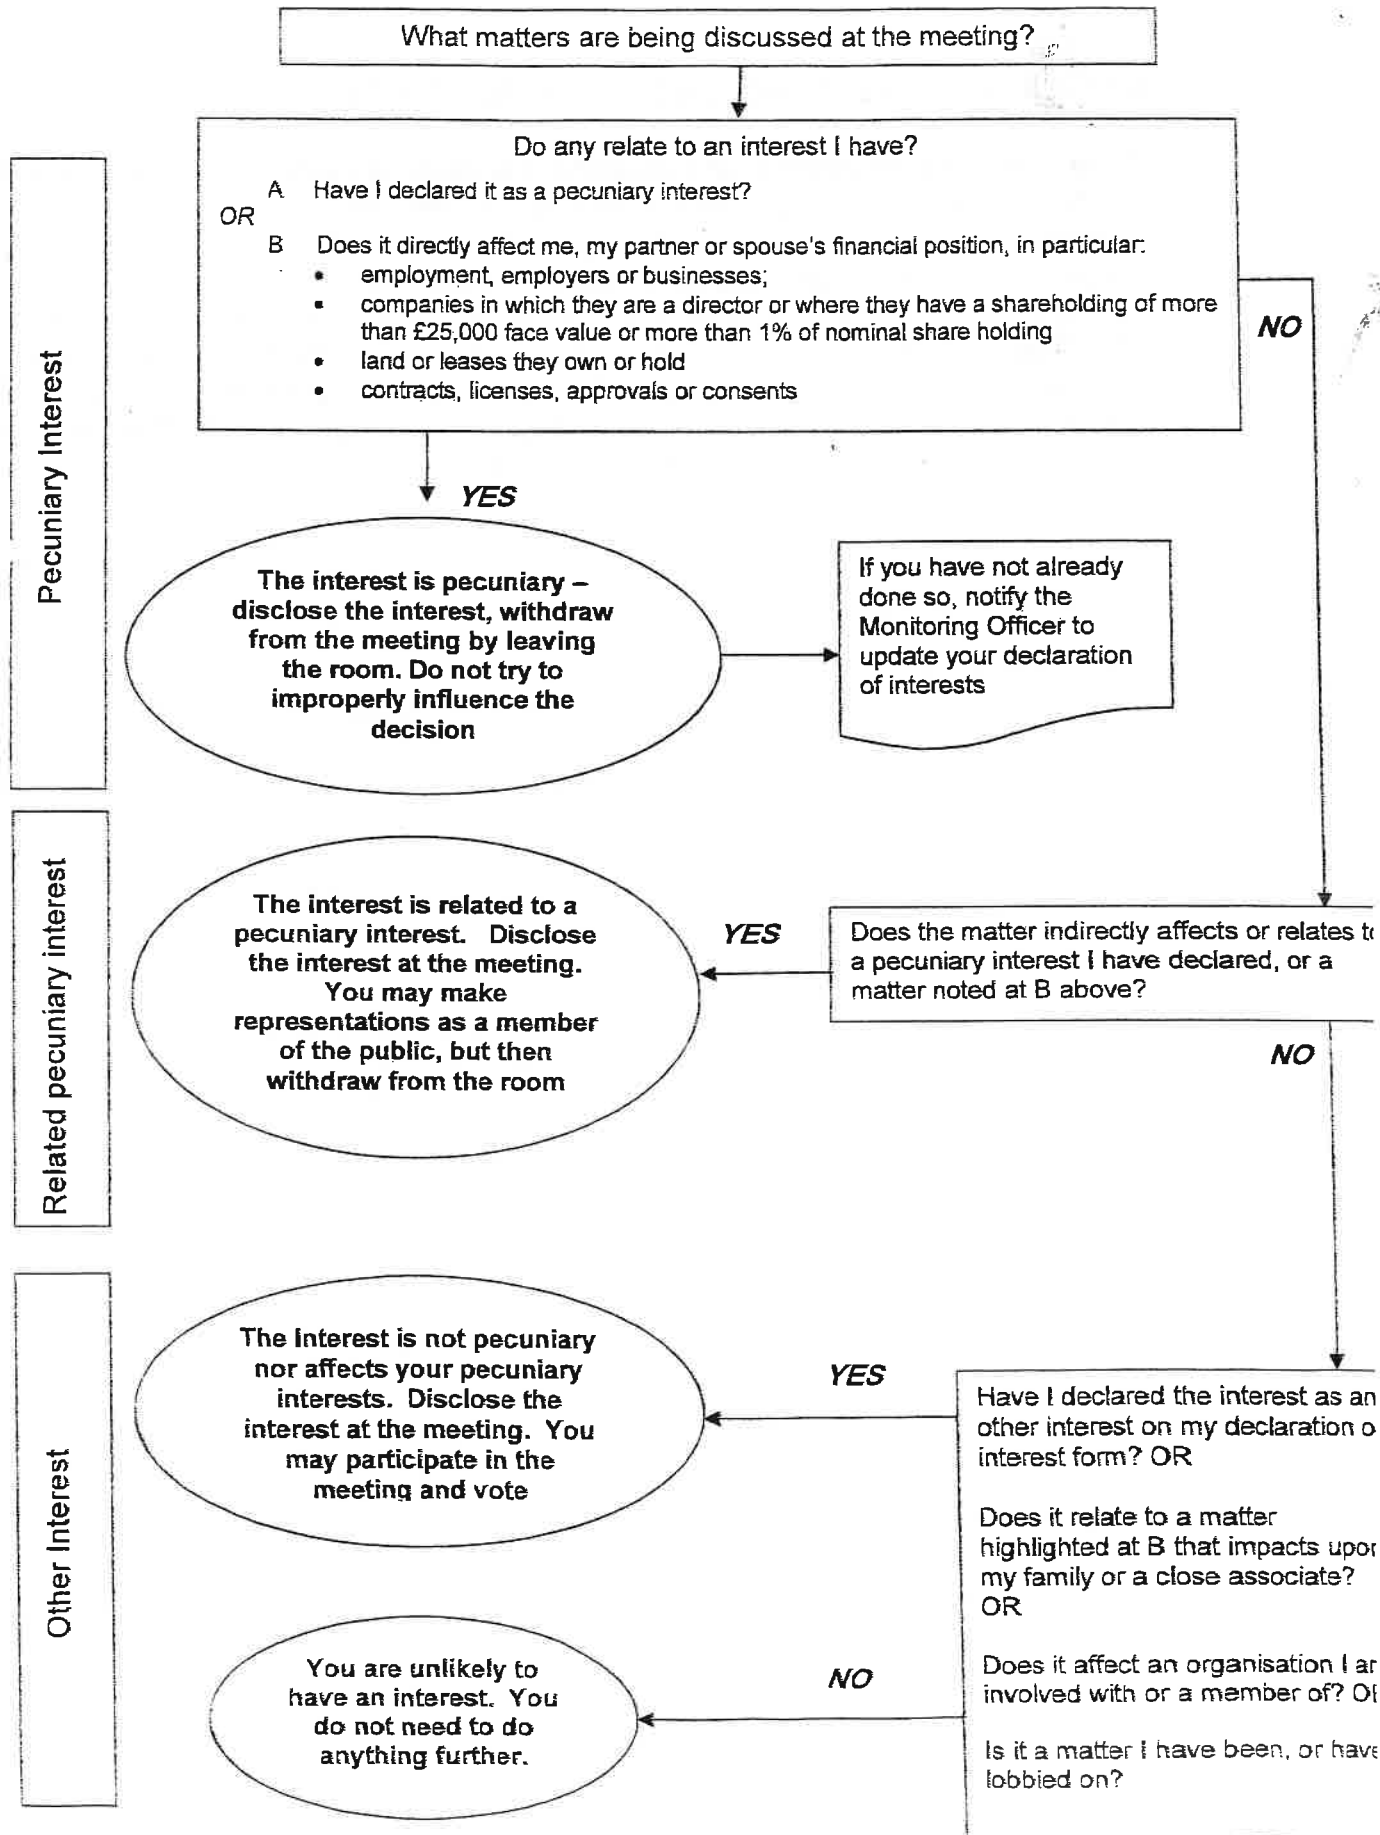 What matters are being discussed at the meeting?
Do any relate to an interest I have?
A Have I declared it as a pecuniary interest?
OR
B Does it directly affect me, my partner or spouse's financial position, in particular:
• employment, employers or businesses;
• companies in which they are a director or where they have a shareholding of more
than £25,000 face value or more than 1% of nominal share holding
• land or leases they own or hold
• contracts, licenses, approvals or consents
NO
Pecuniary Interest
YES
The interest is pecuniary –
disclose the interest, withdraw
from the meeting by leaving
the room. Do not try to
improperly influence the
decision
If you have not already
done so, notify the
Monitoring Officer to
update your declaration
of interests
Related pecuniary interest
The interest is related to a
pecuniary interest. Disclose
the interest at the meeting.
You may make
representations as a member
of the public, but then
withdraw from the room
YES
Does the matter indirectly affects or relates to
a pecuniary interest I have declared, or a
matter noted at B above?
NO
Other Interest
The Interest is not pecuniary
nor affects your pecuniary
interests. Disclose the
interest at the meeting. You
may participate in the
meeting and vote
YES
Have I declared the interest as an
other interest on my declaration o
interest form? OR
Does it relate to a matter
highlighted at B that impacts upon
my family or a close associate?
OR
Does it affect an organisation I
involved with or a member of?
Is it a matter I have been, or have
lobbied on?
NO
You are unlikely to
have an interest. You
do not need to do
anything further.